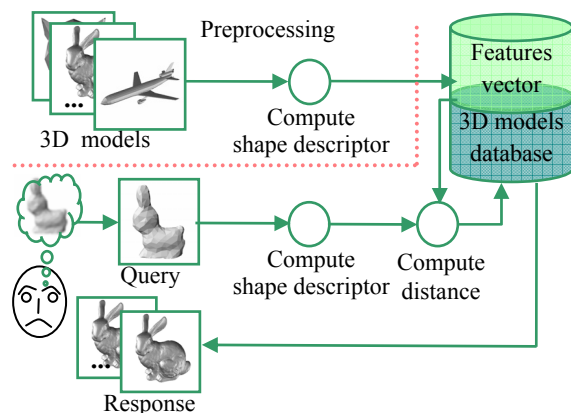 Preprocessing
Features
vector
3D models
database
...
3D models
Compute
shape descriptor
Query
Compute
shape descriptor
Compute
distance
...
Response